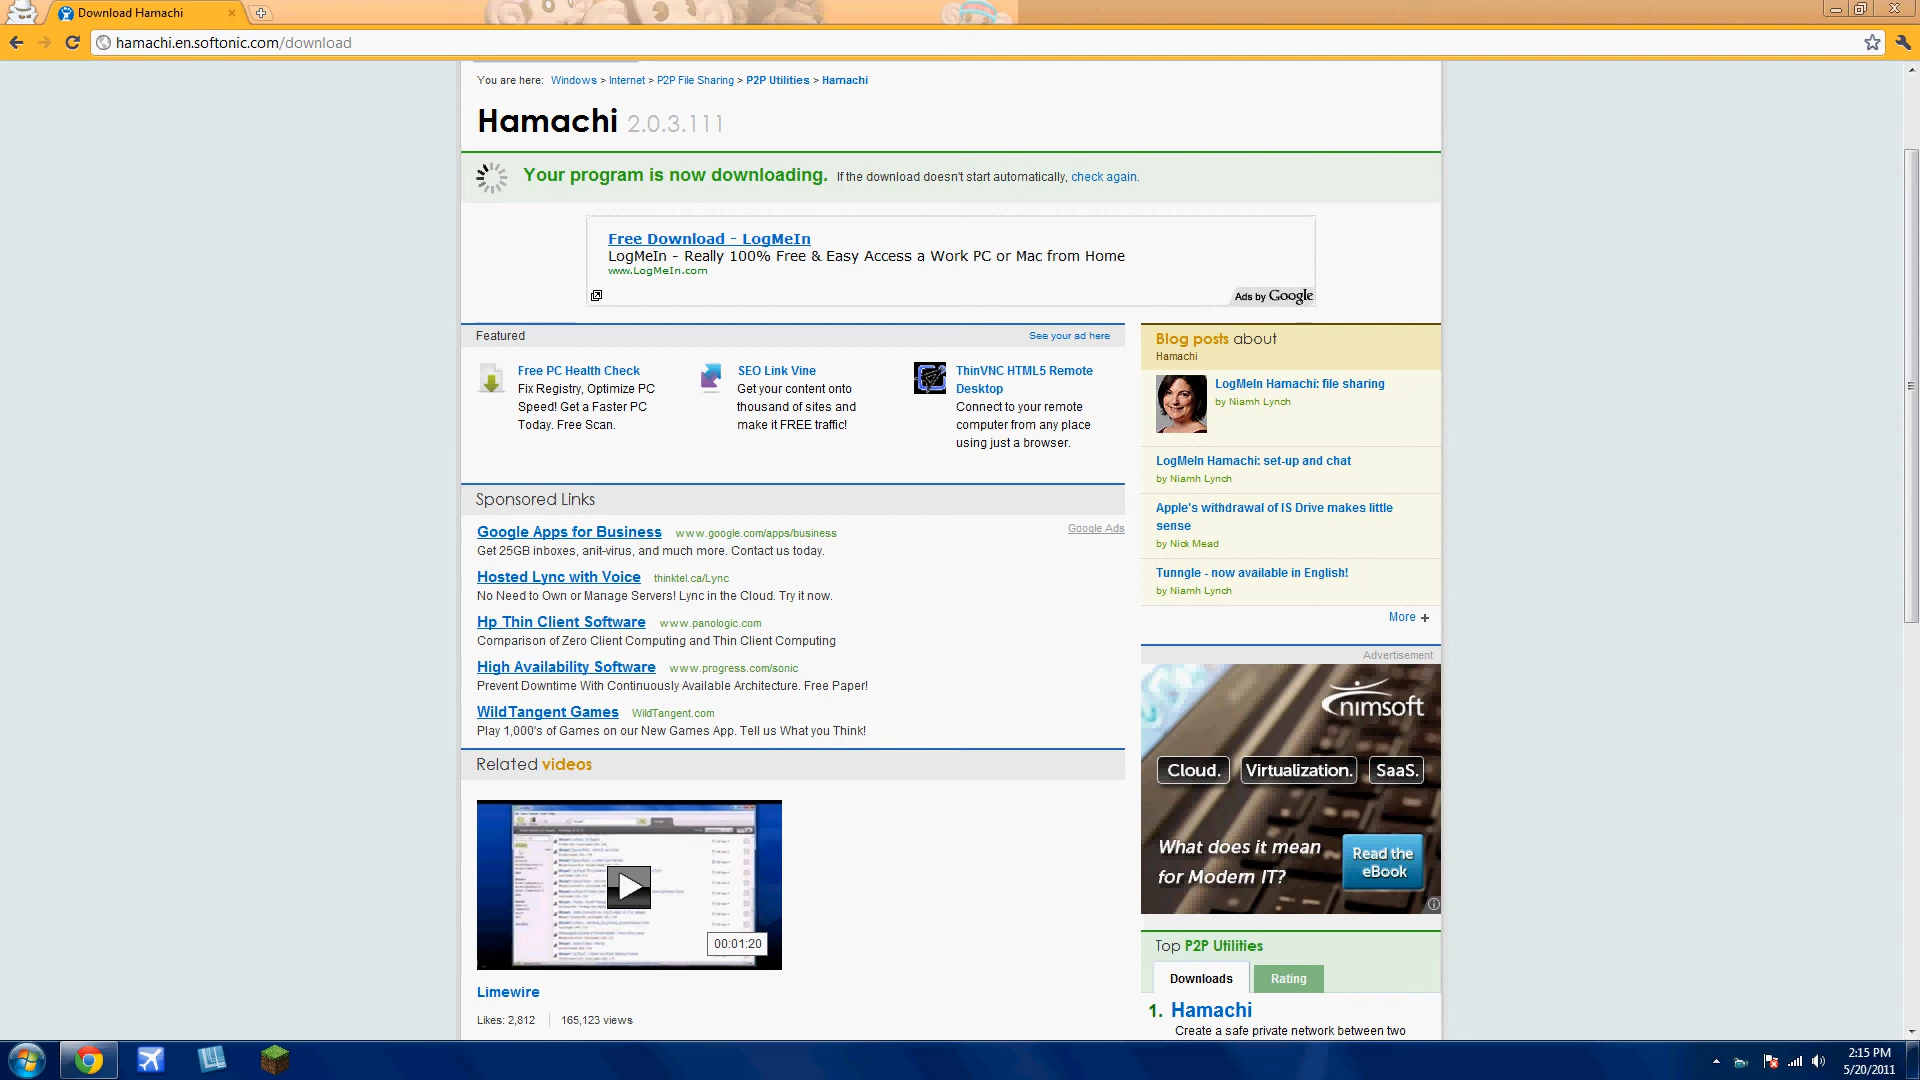 Download Hamachi
hamachi.en.softonic.com/download
You are here: Windows > Internet > P2P File Sharing > P2P Utilities > Hamachi
Hamachi 2.0.3.111
Your program is now downloading. If the download doesn't start automatically, check again.
Free Download - LogMeIn
LogMeIn - Really 100% Free & Easy Access a Work PC or Mac from Home
www.LogMeIn.com
Ads by Google
Featured
See your ad here
Free PC Health Check
Fix Registry, Optimize PC
Speed! Get a Faster PC
Today. Free Scan.
SEO Link Vine
Get your content onto
thousand of sites and
make it FREE traffic!
ThinVNC HTML5 Remote
Desktop
Connect to your remote
computer from any place
using just a browser.
Sponsored Links
Google Ads
Google Apps for Business www.google.com/apps/business
Get 25GB inboxes, anit-virus, and much more. Contact us today.
Hosted Lync with Voice thinktel.ca/Lync
No Need to Own or Manage Servers! Lync in the Cloud. Try it now.
Hp Thin Client Software www.panologic.com
Comparison of Zero Client Computing and Thin Client Computing
High Availability Software www.progress.com/sonic
Prevent Downtime With Continuously Available Architecture. Free Paper!
WildTangent Games WildTangent.com
Play 1,000's of Games on our New Games App. Tell us What you Think!
Related videos
00:01:20
Limewire
Likes: 2,812
165,123 views
Blog posts about
Hamachi
LogMeIn Hamachi: file sharing
by Niamh Lynch
LogMeIn Hamachi: set-up and chat
by Niamh Lynch
Apple's withdrawal of IS Drive makes little
sense
by Nick Mead
Tunngle - now available in English!
by Niamh Lynch
More +
Advertisement
nimsoft
Cloud. Virtualization. SaaS.
What does it mean
for Modern IT?
Read the
eBook
Top P2P Utilities
Downloads
Rating
1. Hamachi
Create a safe private network between two
2:15 PM
5/20/2011